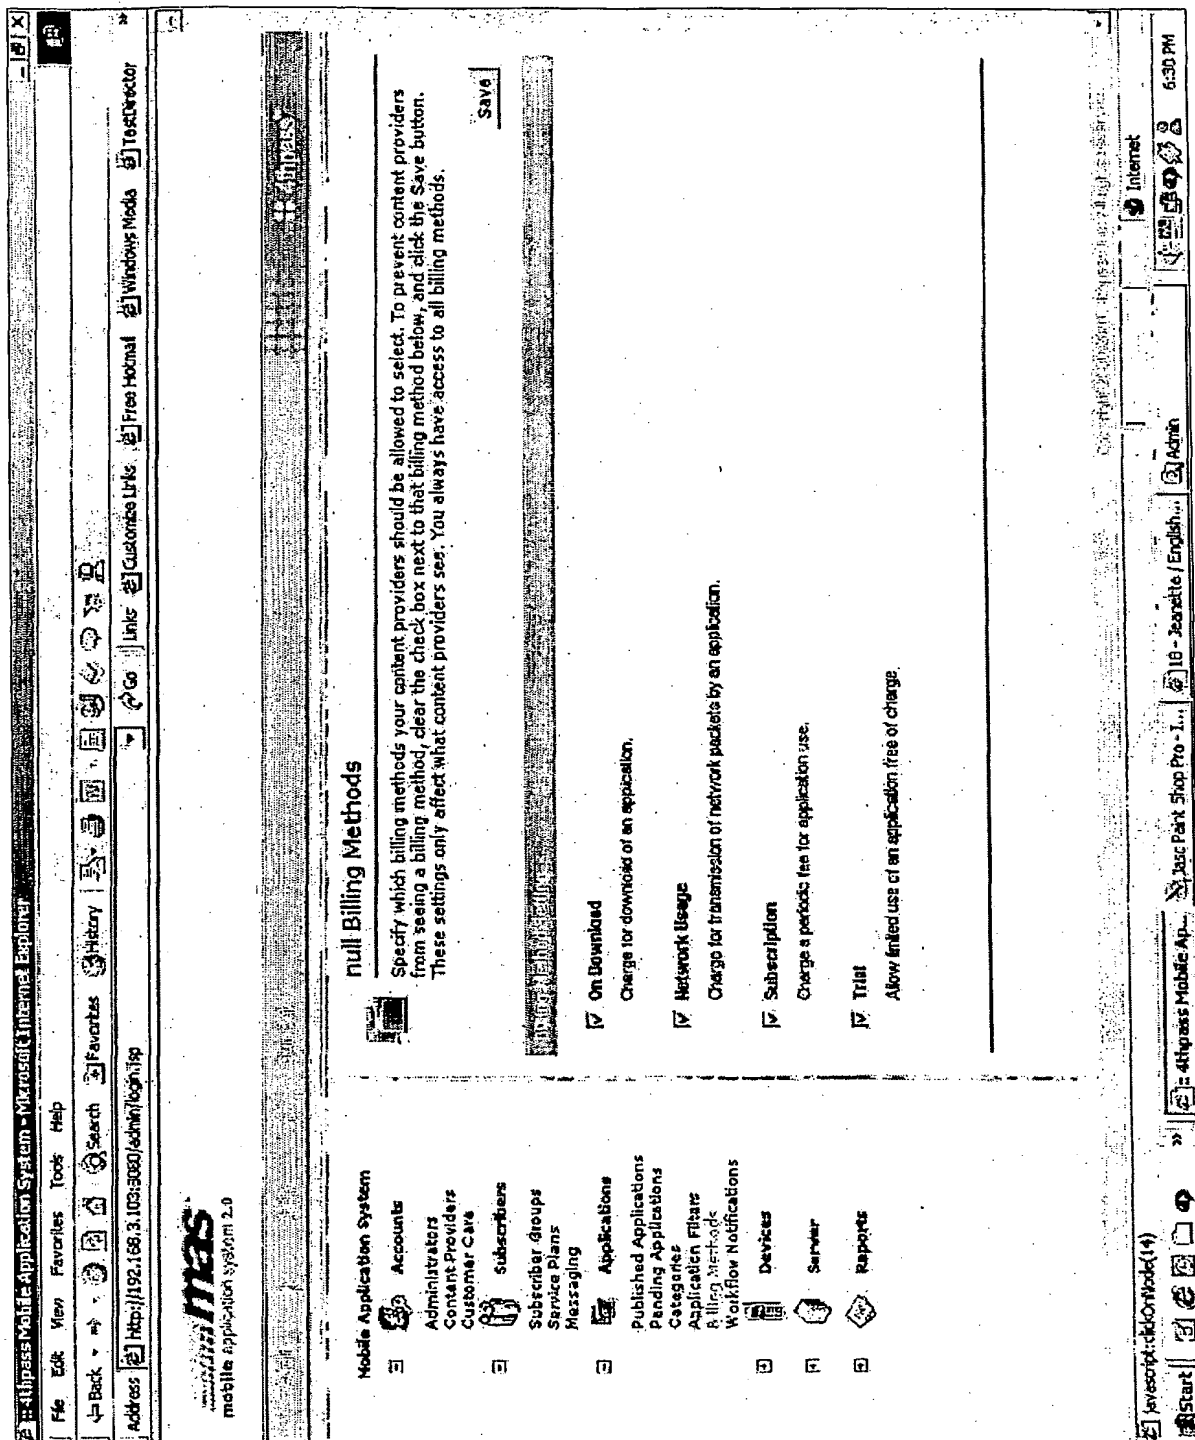 ::4thpass Mobile Application System - Microsoft Internet Explorer
File Edit View Favorites Tools Help
Back Search Favorites History
Address http://192.168.3.103:8080/admin/login.jsp Go Links Customize Links Free Hotmail Windows Media TestDirector
mas
mobile application system 2.0
4thpass
Mobile Application System
Accounts
Administrators
Content Providers
Customer Care
Subscribers
Subscriber Groups
Service Plans
Messaging
Applications
Published Applications
Pending Applications
Categories
Application Filters
Billing Methods
Workflow Notifications
Devices
Server
Reports
null Billing Methods
Specify which billing methods your content providers should be allowed to select. To prevent content providers
from seeing a billing method, clear the check box next to that billing method below, and click the Save button.
These settings only affect what content providers see. You always have access to all billing methods.
Save
On Download
Charge for download of an application.
Network Usage
Charge for transmission of network packets by an application.
Subscription
Charge a periodic fee for application use.
Trial
Allow limited use of an application free of charge.
javascript:clickOnNode(14) Internet
Start :: 4thpass Mobile Ap... Jasc Paint Shop Pro - I... 18 - Jeanette / English... Admin 6:30 PM